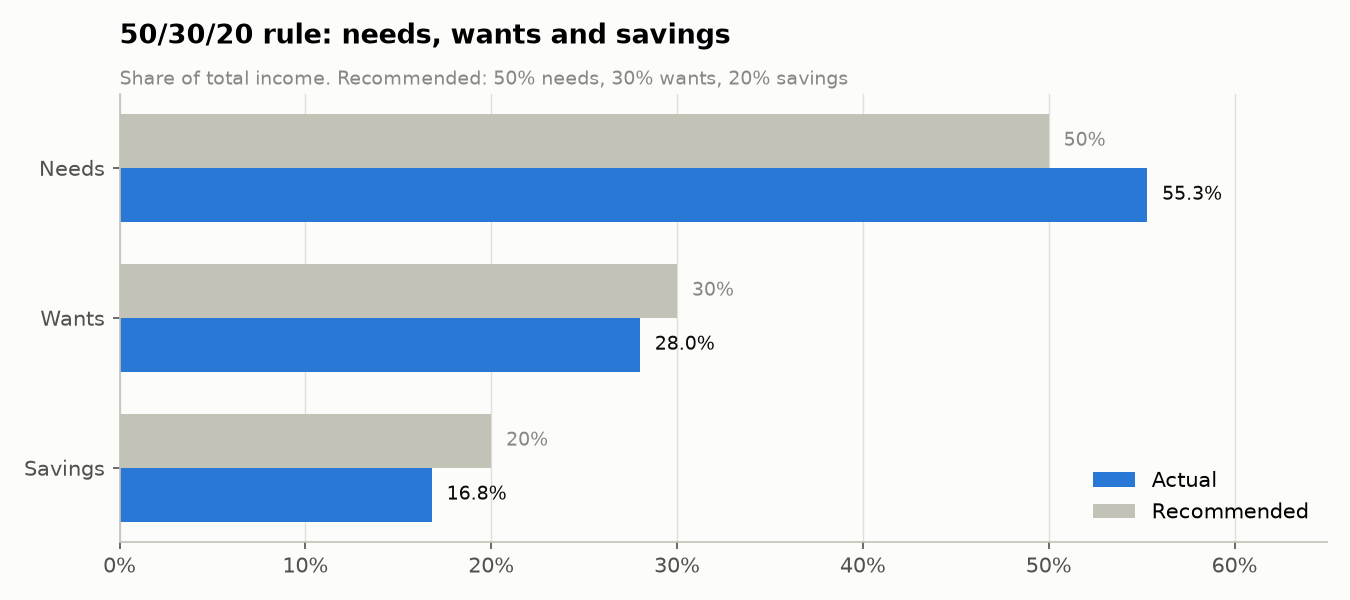 50/30/20 rule: needs, wants and savings
Share of total income. Recommended: 50% needs, 30% wants, 20% savings
Needs
50%
55.3%
Wants
30%
28.0%
Savings
20%
16.8%
Actual
Recommended
0% 10% 20% 30% 40% 50% 60%